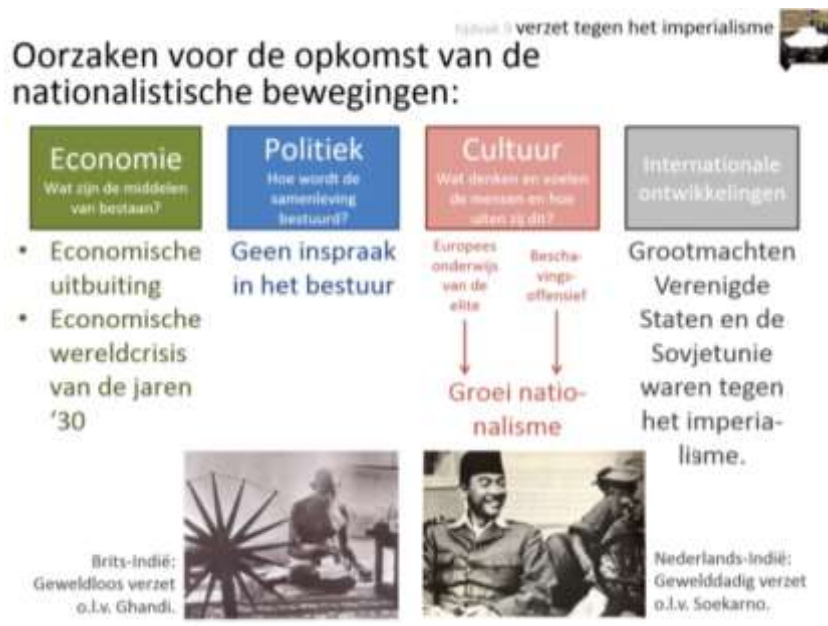 tijdvak 9 verzet tegen het imperialisme
Oorzaken voor de opkomst van de
nationalistische bewegingen:
Economie
Wat zijn de middelen
van bestaan?
Politiek
Hoe wordt de
samenleving
bestuurd?
Cultuur
Wat denken en voelen
de mensen en hoe
uiten zij dit?
Internationale
ontwikkelingen
• Economische
uitbuiting
• Economische
wereldcrisis
van de jaren
'30
Geen inspraak
in het bestuur
Europees
onderwijs
van de
elite
Bescha-
vings-
offensief
Groei natio-
nalisme
Grootmachten
Verenigde
Staten en de
Sovjetunie
waren tegen
het imperia-
lisme.
Brits-Indië:
Geweldloos verzet
o.l.v. Ghandi.
Nederlands-Indië:
Gewelddadig verzet
o.l.v. Soekarno.